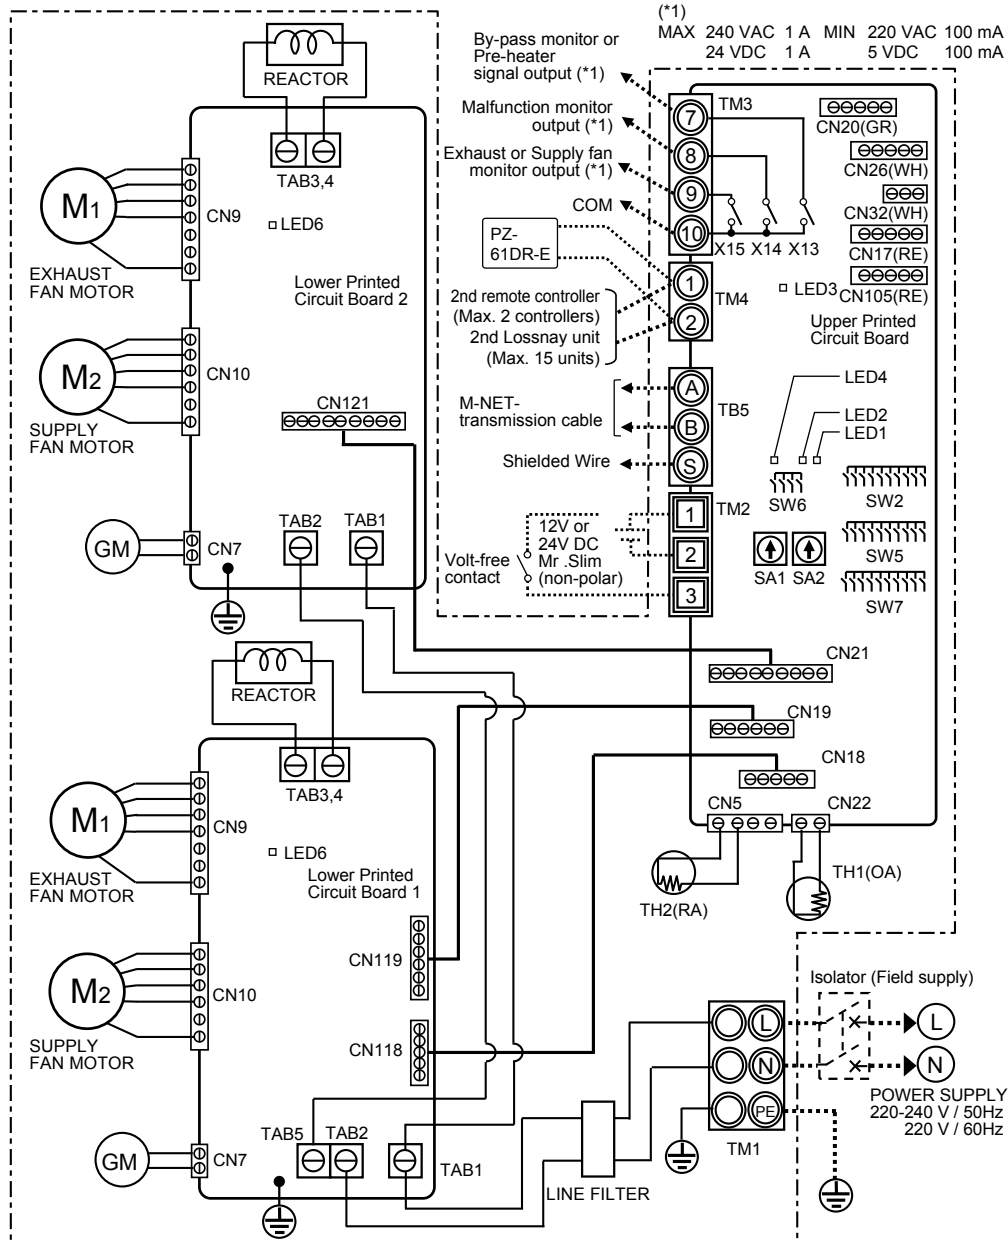 (*1)
MAX 240 VAC 1 A MIN 220 VAC 100 mA
24 VDC 1 A 5 VDC 100 mA
REACTOR
TAB3,4
M1
EXHAUST
FAN MOTOR
CN9
LED6
Lower Printed
Circuit Board 2
M2
SUPPLY
FAN MOTOR
CN10
CN121
GM
CN7
TAB2
TAB1
By-pass monitor or
Pre-heater
signal output (*1)
Malfunction monitor
output (*1)
Exhaust or Supply fan
monitor output (*1)
COM
PZ-
61DR-E
2nd remote controller
(Max. 2 controllers)
2nd Lossnay unit
(Max. 15 units)
M-NET-
transmission cable
Shielded Wire
Volt-free
contact
12V or
24V DC
Mr .Slim
(non-polar)
7
8
9
10
TM3
X15 X14 X13
1
2
TM4
A
B
S
TB5
1
2
3
TM2
CN20(GR)
CN26(WH)
CN32(WH)
CN17(RE)
LED3
CN105(RE)
Upper Printed
Circuit Board
LED4
LED2
LED1
SW6
SW2
SA1 SA2
SW5
SW7
CN21
CN19
CN18
CN5
CN22
TH2(RA)
TH1(OA)
REACTOR
TAB3,4
M1
EXHAUST
FAN MOTOR
CN9
LED6
Lower Printed
Circuit Board 1
M2
SUPPLY
FAN MOTOR
CN10
CN119
CN118
GM
CN7
TAB5 TAB2
TAB1
LINE FILTER
L
N
PE
TM1
Isolator (Field supply)
L
N
POWER SUPPLY
220-240 V / 50Hz
220 V / 60Hz